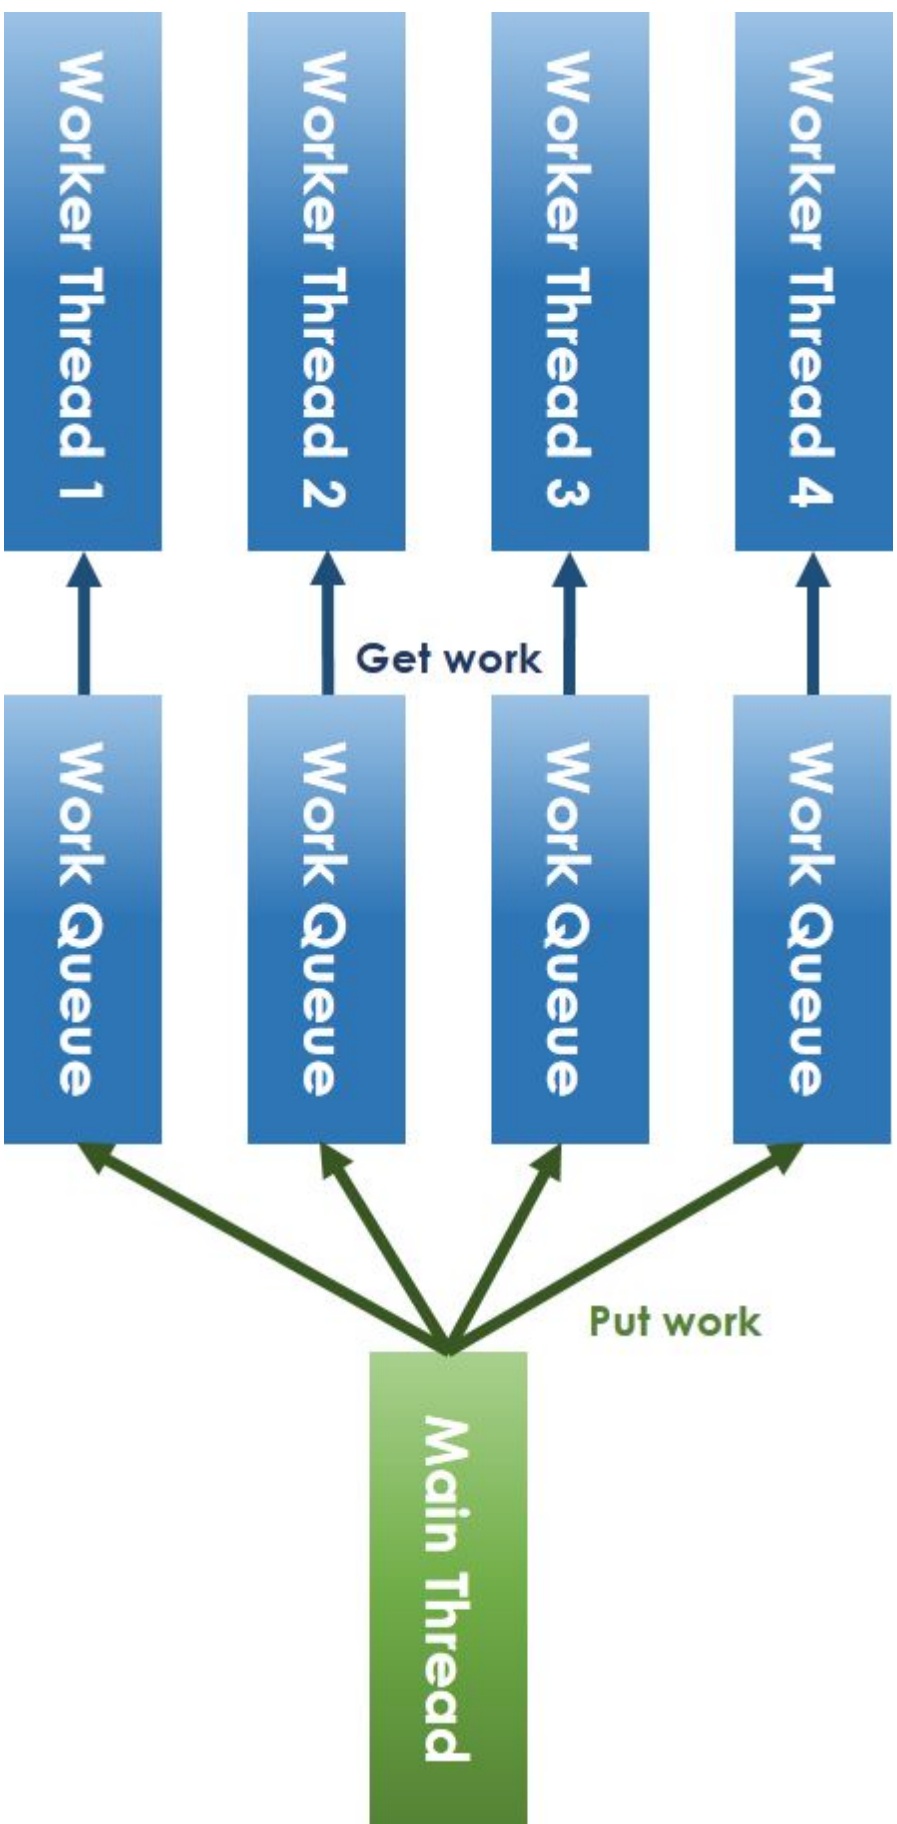 Worker Thread 1
Worker Thread 2
Worker Thread 3
Worker Thread 4
Get work
Work Queue
Work Queue
Work Queue
Work Queue
Put work
Main Thread